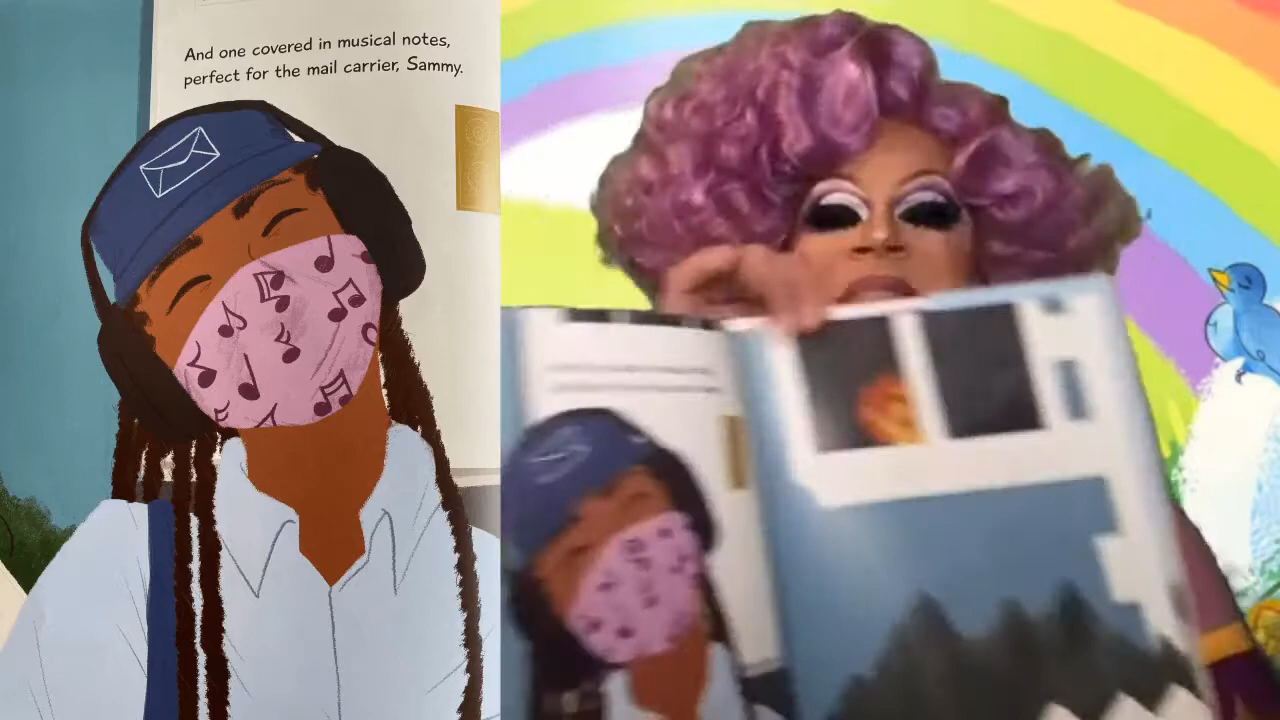 And one covered in musical notes,
perfect for the mail carrier, Sammy.